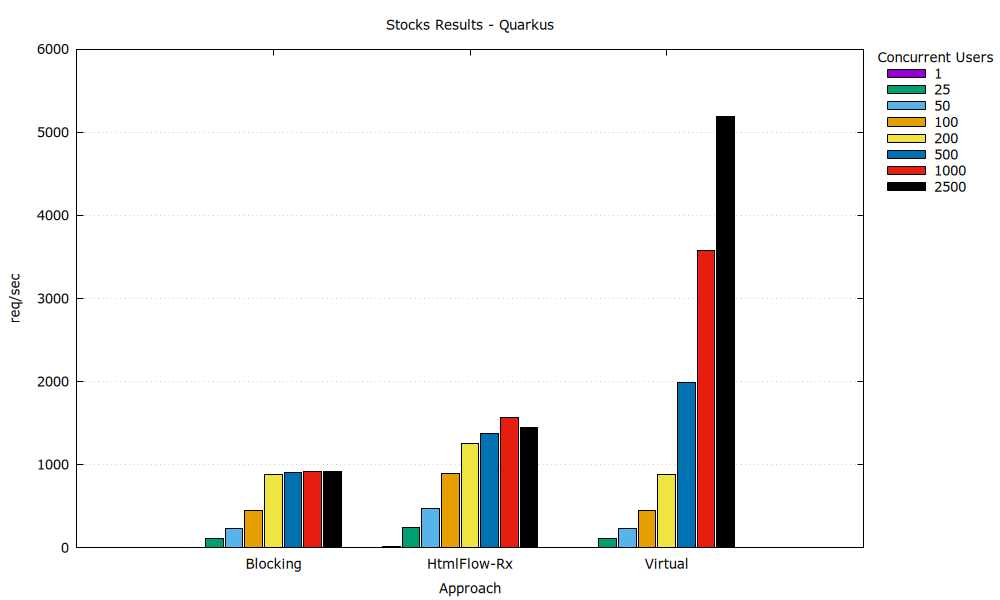 Stocks Results - Quarkus
6000
5000
4000
3000
2000
1000
0
req/sec
Blocking
HtmlFlow-Rx
Virtual
Approach
Concurrent Users
1
25
50
100
200
500
1000
2500